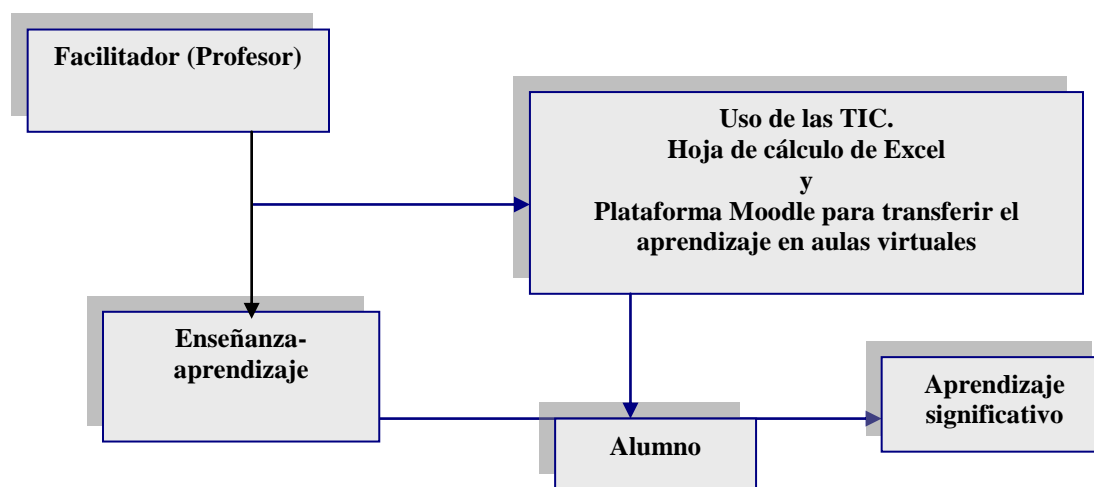 Facilitador (Profesor)
Uso de las TIC.
Hoja de cálculo de Excel
y
Plataforma Moodle para transferir el
aprendizaje en aulas virtuales
Enseñanza-
aprendizaje
Aprendizaje
significativo
Alumno